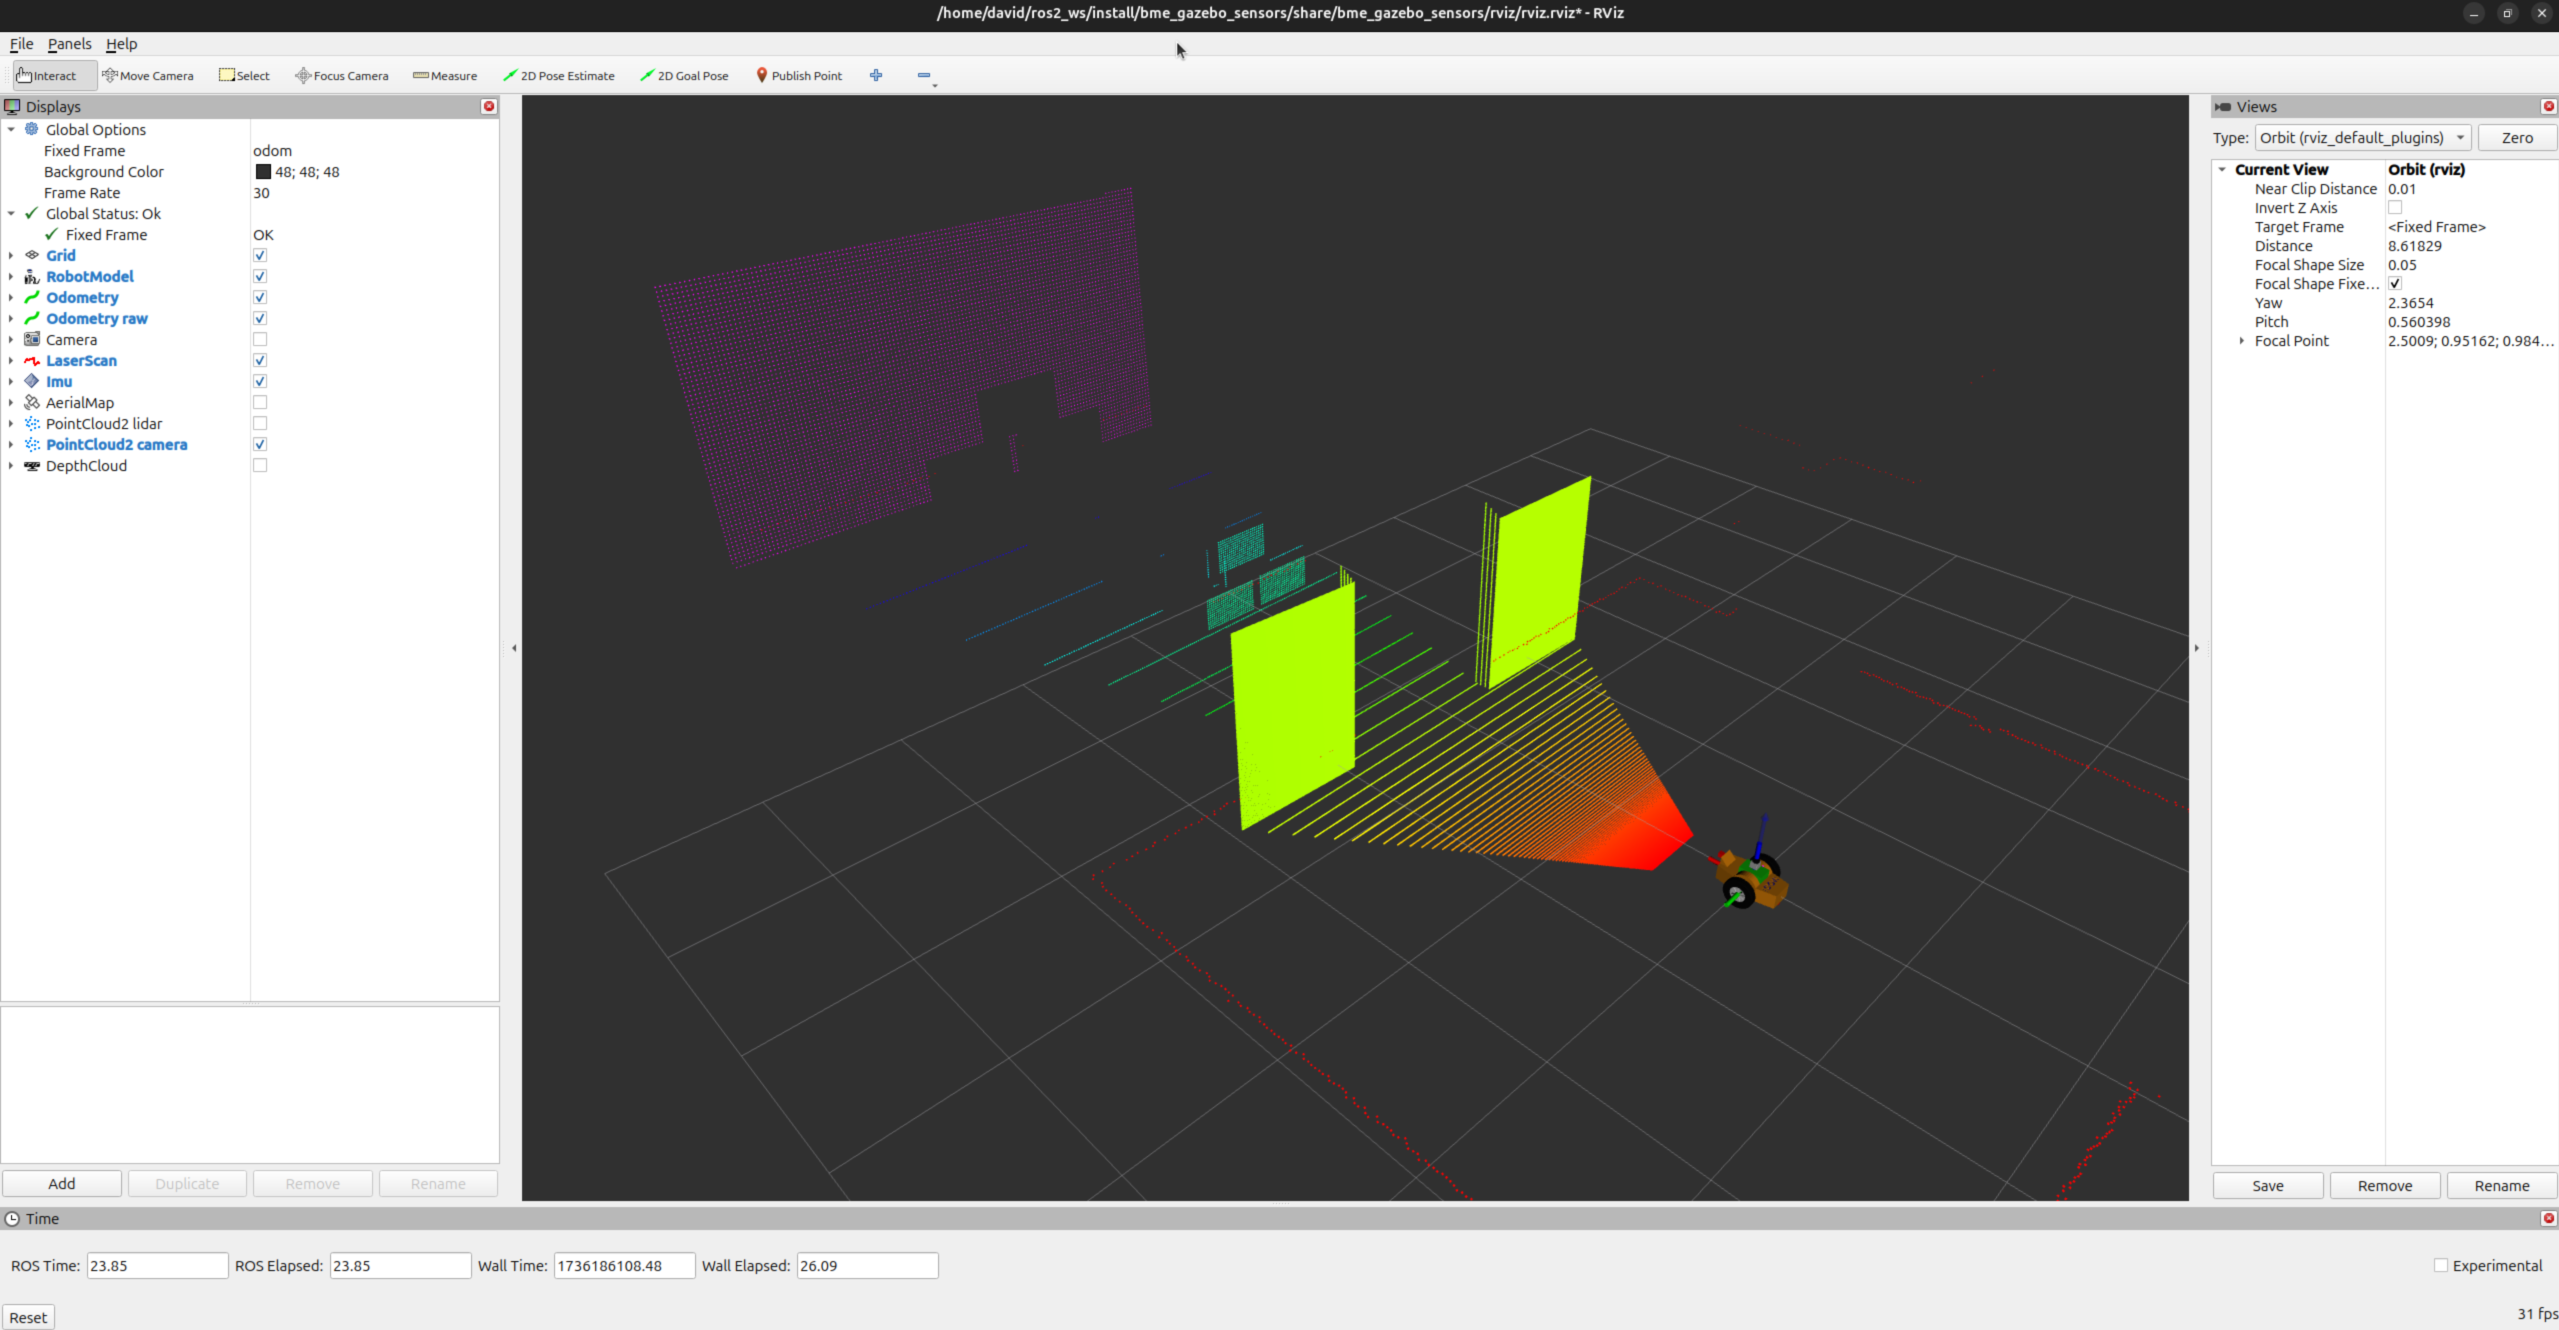 /home/david/ros2_ws/install/bme_gazebo_sensors/share/bme_gazebo_sensors/rviz/rviz.rviz* - RViz
File Panels Help
Interact Move Camera Select Focus Camera Measure 2D Pose Estimate 2D Goal Pose Publish Point
Displays
Global Options
Fixed Frame odom
Background Color 48; 48; 48
Frame Rate 30
Global Status: Ok
Fixed Frame OK
Grid
RobotModel
Odometry
Odometry raw
Camera
LaserScan
Imu
AerialMap
PointCloud2 lidar
PointCloud2 camera
DepthCloud
Add Duplicate Remove Rename
Views
Type: Orbit (rviz_default_plugins) Zero
Current View Orbit (rviz)
Near Clip Distance 0.01
Invert Z Axis
Target Frame <Fixed Frame>
Distance 8.61829
Focal Shape Size 0.05
Focal Shape Fixe...
Yaw 2.3654
Pitch 0.560398
Focal Point 2.5009; 0.95162; 0.984...
Save Remove Rename
Time
ROS Time: 23.85 ROS Elapsed: 23.85 Wall Time: 1736186108.48 Wall Elapsed: 26.09 Experimental
Reset 31 fps